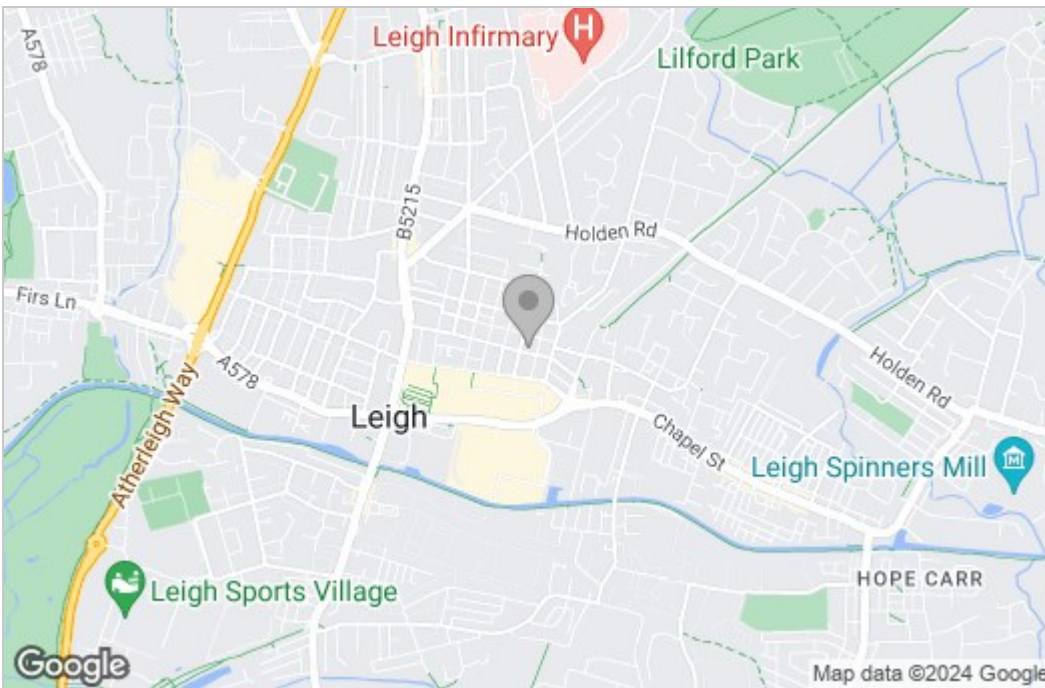 A578
Leigh Infirmary
H
Lilford Park
B5215
Holden Rd
Firs Ln
A578
Holden Rd
Atherleigh Way
Leigh
Chapel St
Leigh Spinners Mill
M
Leigh Sports Village
HOPE CARR
Google
Map data ©2024 Google